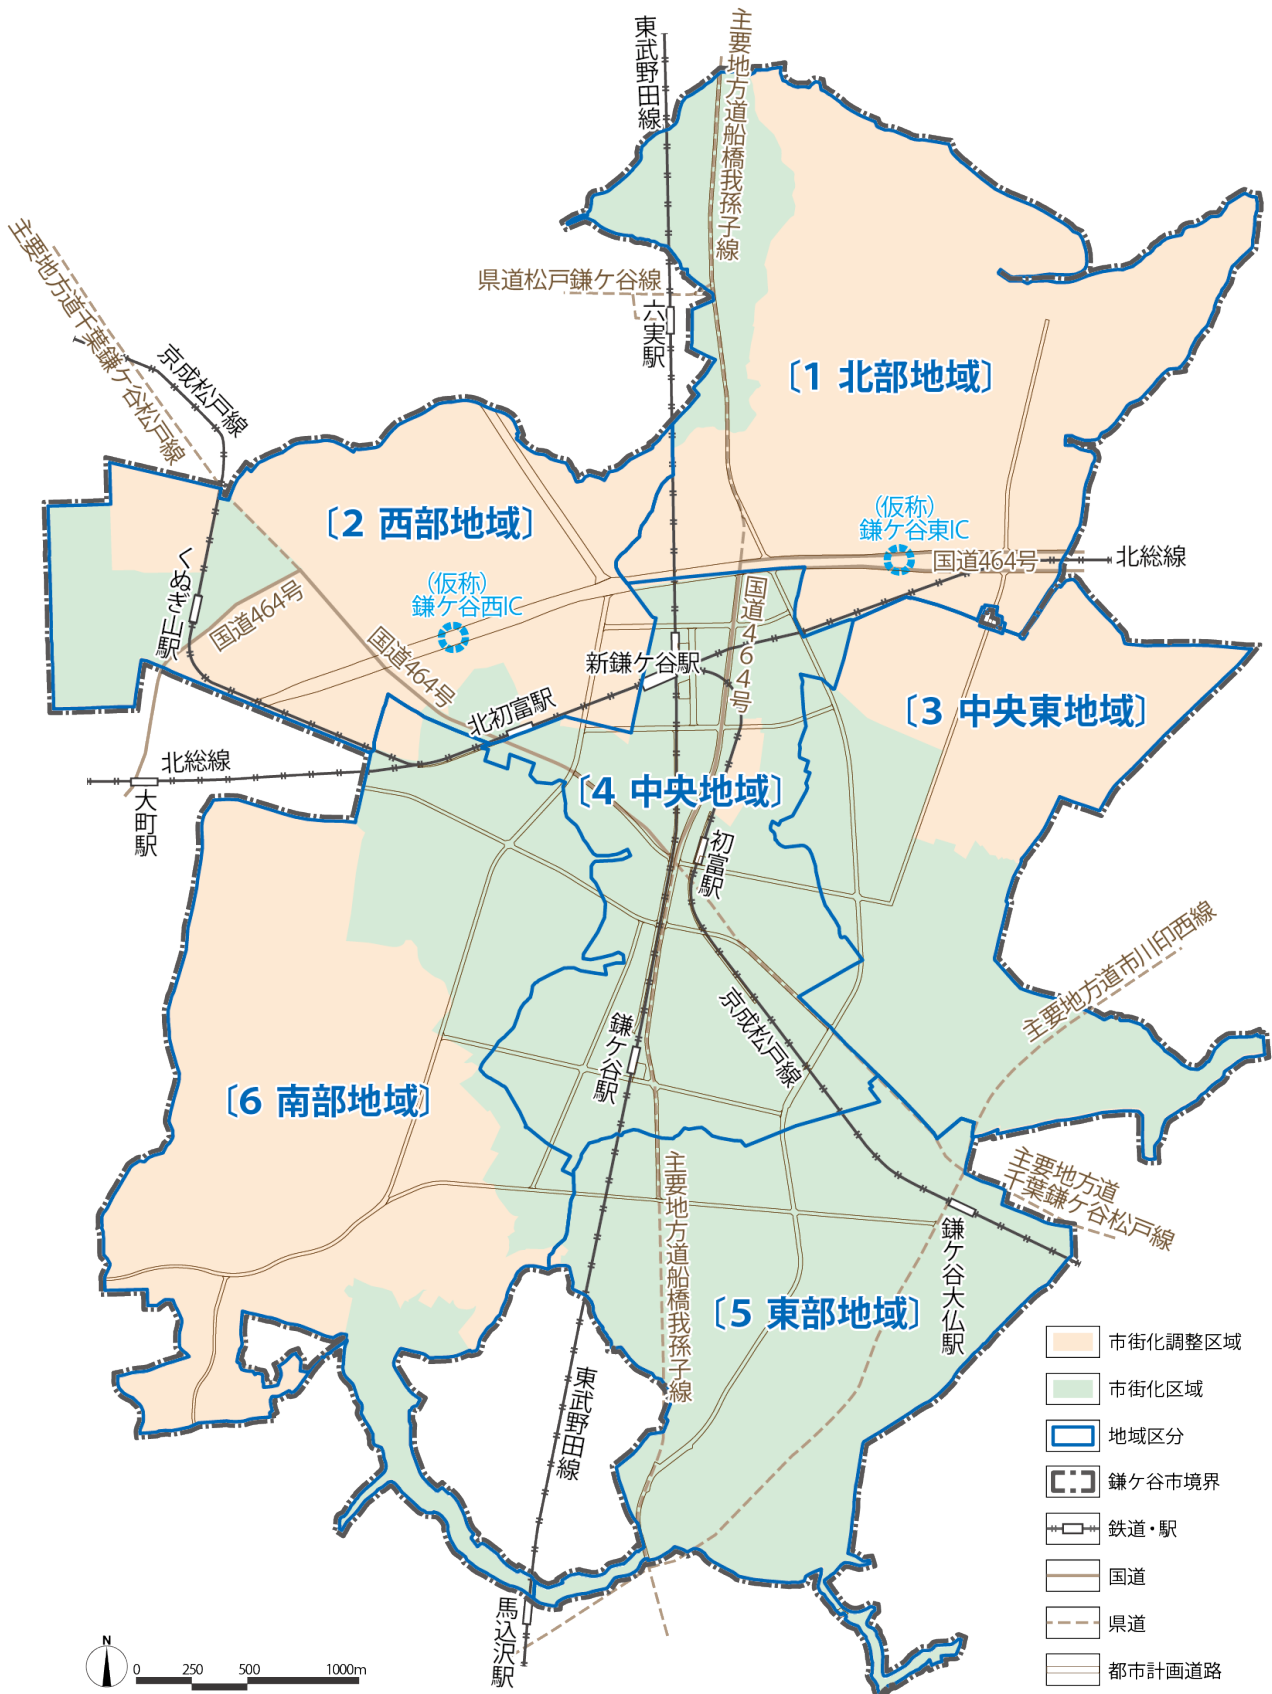 東武野田線
主要地方道船橋我孫子線
県道松戸鎌ケ谷線
六実駅
主要地方道千葉鎌ケ谷松戸線
京成松戸線
〔1 北部地域〕
〔2 西部地域〕
(仮称)
鎌ケ谷東IC
国道464号
北総線
(仮称)
鎌ケ谷西IC
くぬぎ山駅
国道464号
国道464号
国道464号
新鎌ケ谷駅
北初富駅
〔3 中央東地域〕
北総線
大町駅
〔4 中央地域〕
初富駅
主要地方道市川印西線
京成松戸線
鎌ケ谷駅
〔6 南部地域〕
主要地方道船橋我孫子線
主要地方道
千葉鎌ケ谷松戸線
鎌ケ谷大仏駅
〔5 東部地域〕
東武野田線
馬込沢駅
市街化調整区域
市街化区域
地域区分
鎌ケ谷市境界
鉄道・駅
国道
県道
都市計画道路
N
0 250 500 1000m